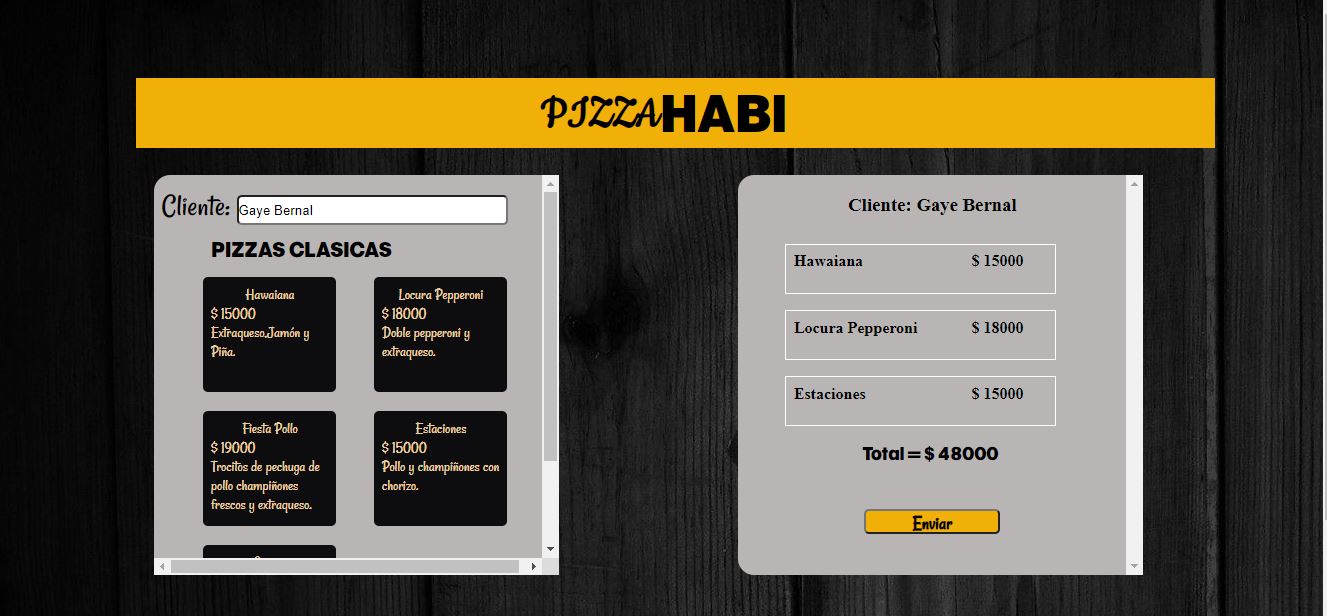 PIZZAHABI
Cliente: Gaye Bernal
PIZZAS CLASICAS
Hawaiana
$ 15000
Extraqueso,Jamón y
Piña.
Locura Pepperoni
$ 18000
Doble pepperoni y
extraqueso.
Fiesta Pollo
$ 19000
Trocitos de pechuga de
pollo champiñones
frescos y extraqueso.
Estaciones
$ 15000
Pollo y champiñones con
chorizo.
Cliente: Gaye Bernal
Hawaiana $ 15000
Locura Pepperoni $ 18000
Estaciones $ 15000
Total = $ 48000
Enviar